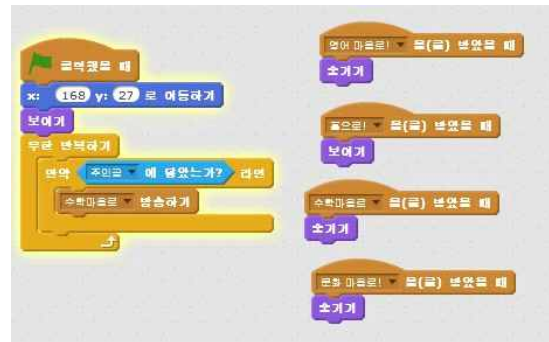 클릭했을 때
x: 168 y: 27 로 이동하기
보이기
무한 반복하기
만약 주인공 에 닿았는가? 라면
수학마을로 방송하기
영어 마을로! 을(를) 받았을 때
숨기기
홈으로! 을(를) 받았을 때
보이기
수학마을로 을(를) 받았을 때
숨기기
문화 마을로! 을(를) 받았을 때
숨기기